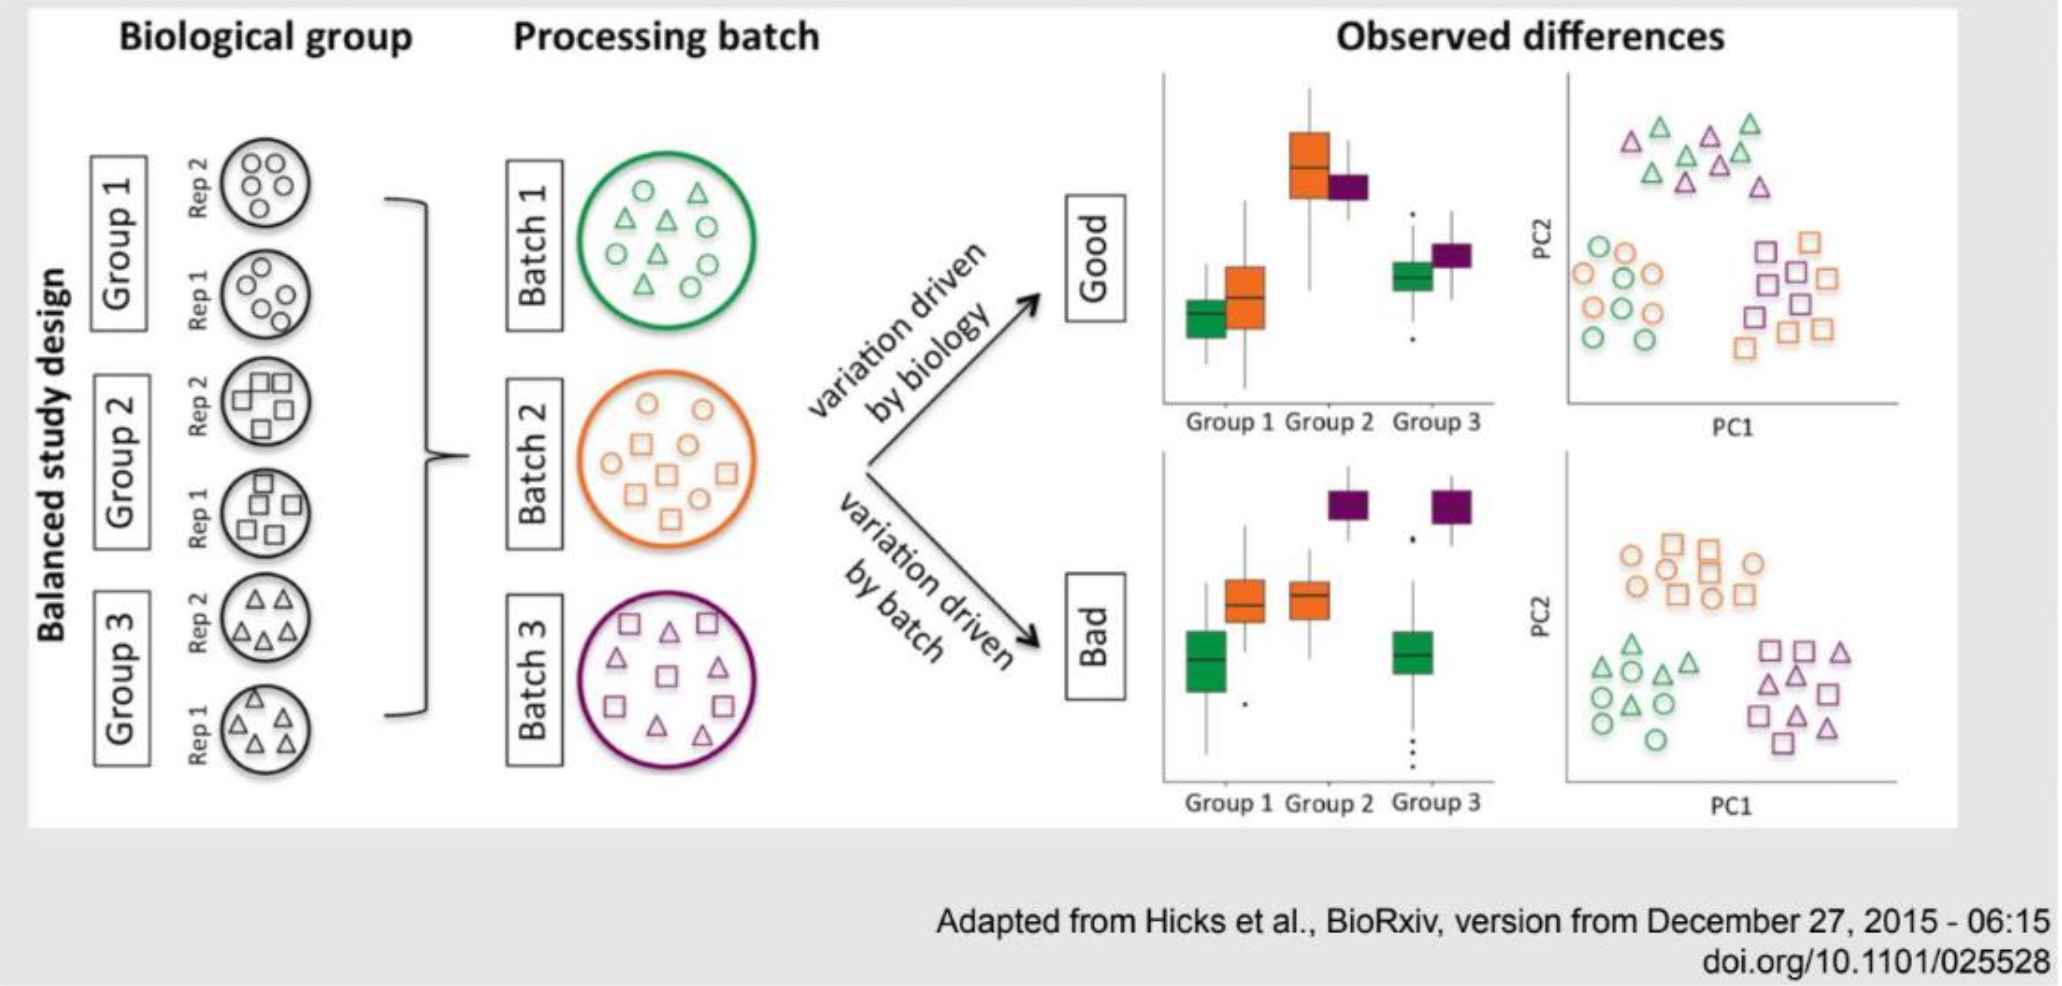 Biological group
Processing batch
Observed differences
Balanced study design
Group 1
Rep 2
Rep 1
Group 2
Rep 2
Rep 1
Group 3
Rep 2
Rep 1
Batch 1
Batch 2
Batch 3
variation driven
by biology
variation driven
by batch
Good
Group 1 Group 2 Group 3
PC2
PC1
Bad
Group 1 Group 2 Group 3
PC2
PC1
Adapted from Hicks et al., BioRxiv, version from December 27, 2015 - 06:15
doi.org/10.1101/025528